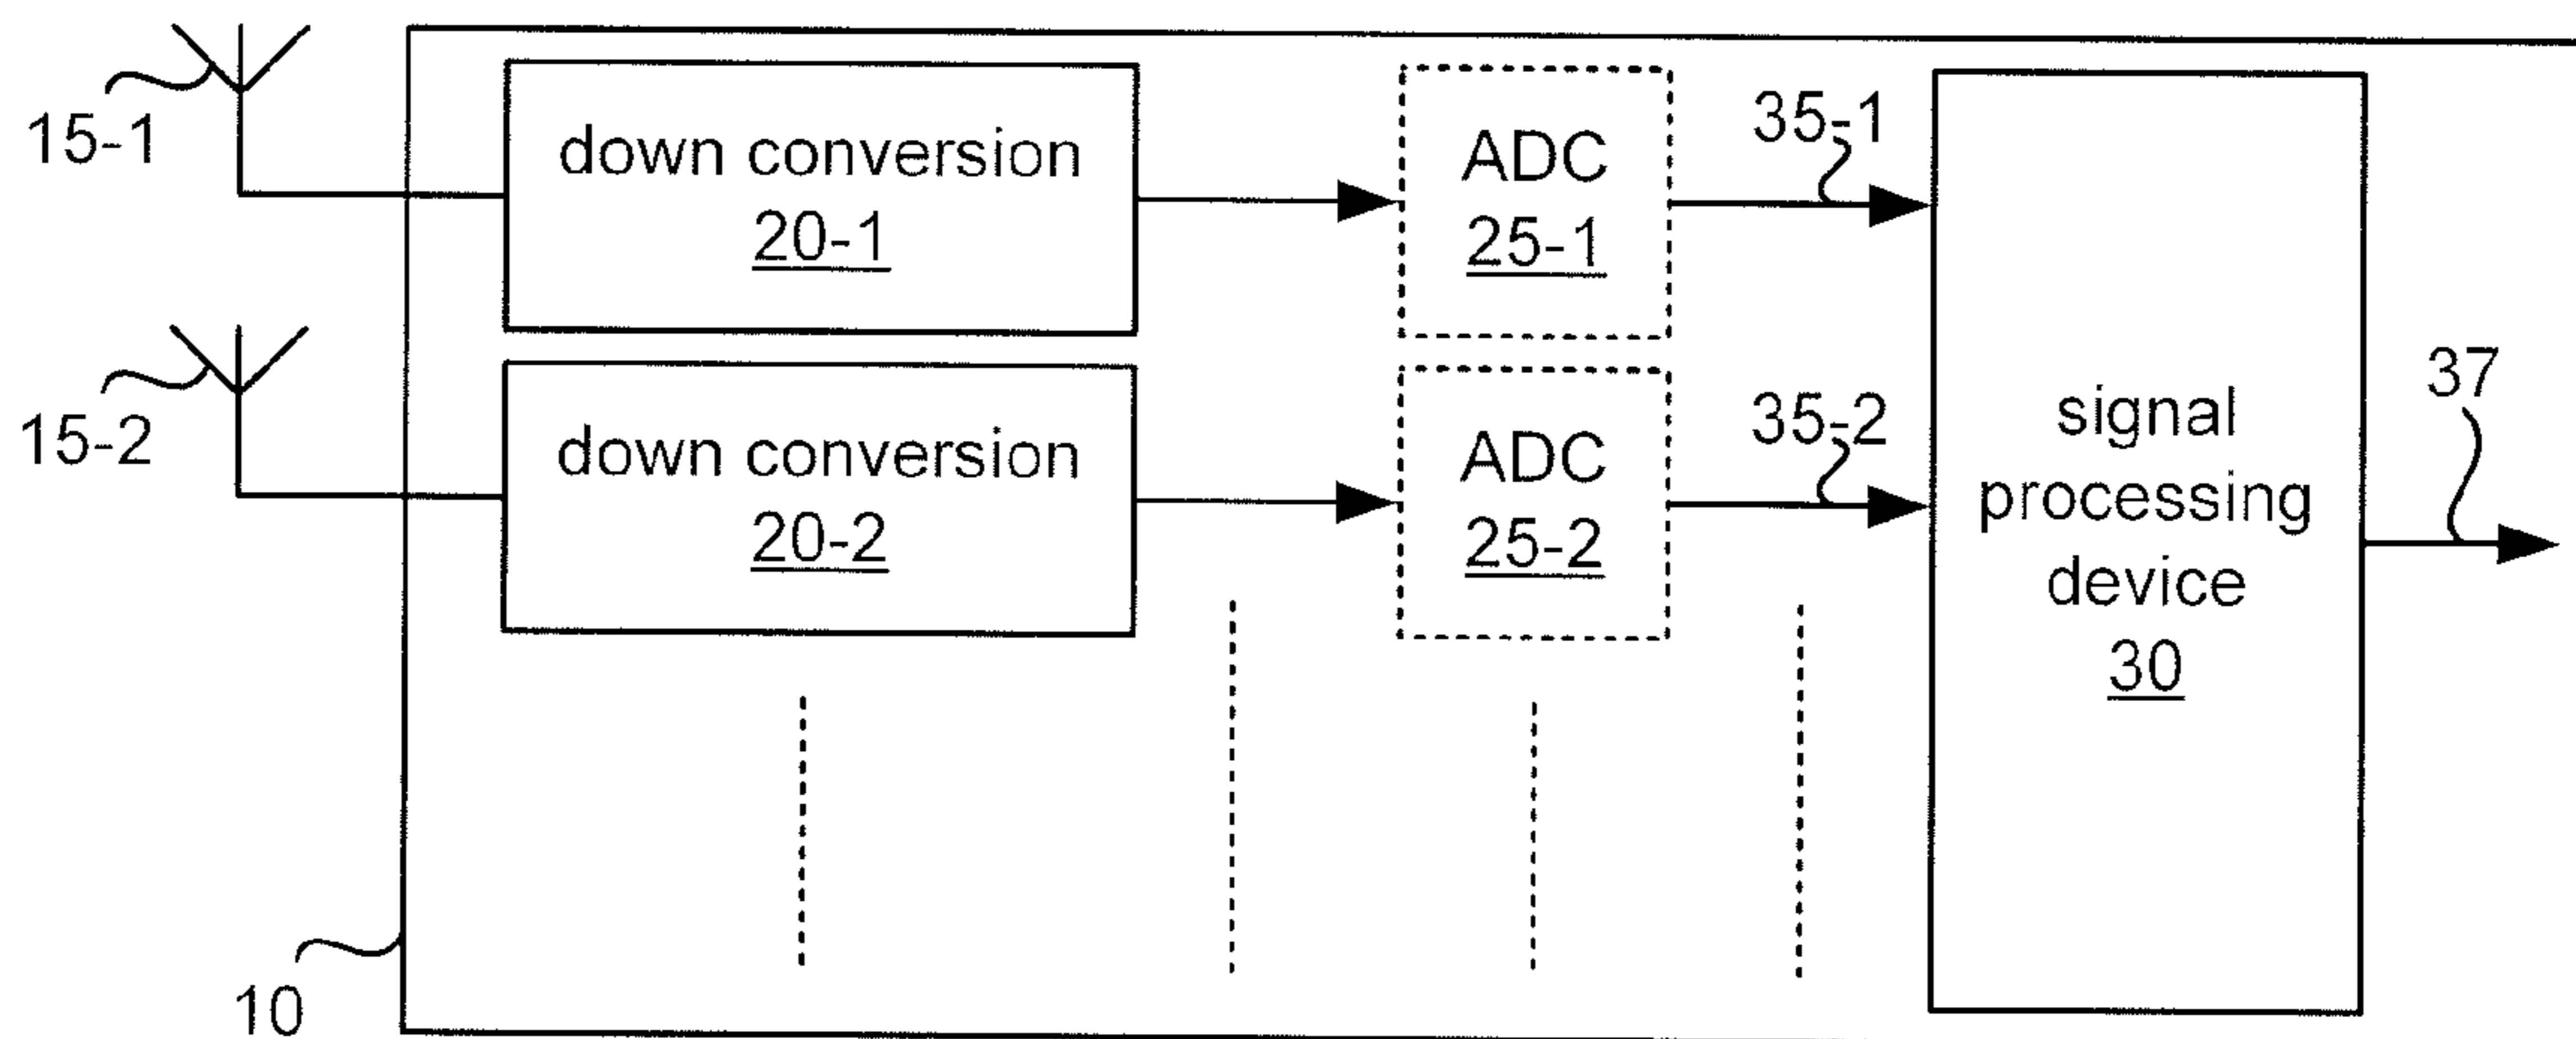 15-1
down conversion
20-1
ADC
25-1
35-1
15-2
down conversion
20-2
ADC
25-2
35-2
signal
processing
device
30
37
10